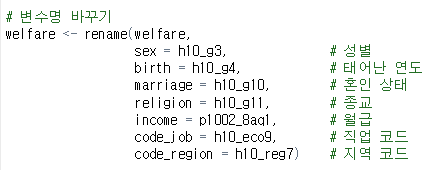 # 변수명 바꾸기
welfare <- rename(welfare,
sex = h10_g3, # 성별
birth = h10_g4, # 태어난 연도
marriage = h10_g10, # 혼인 상태
religion = h10_g11, # 종교
income = p1002_8aq1, # 월급
code_job = h10_eco9, # 직업 코드
code_region = h10_reg7) # 지역 코드